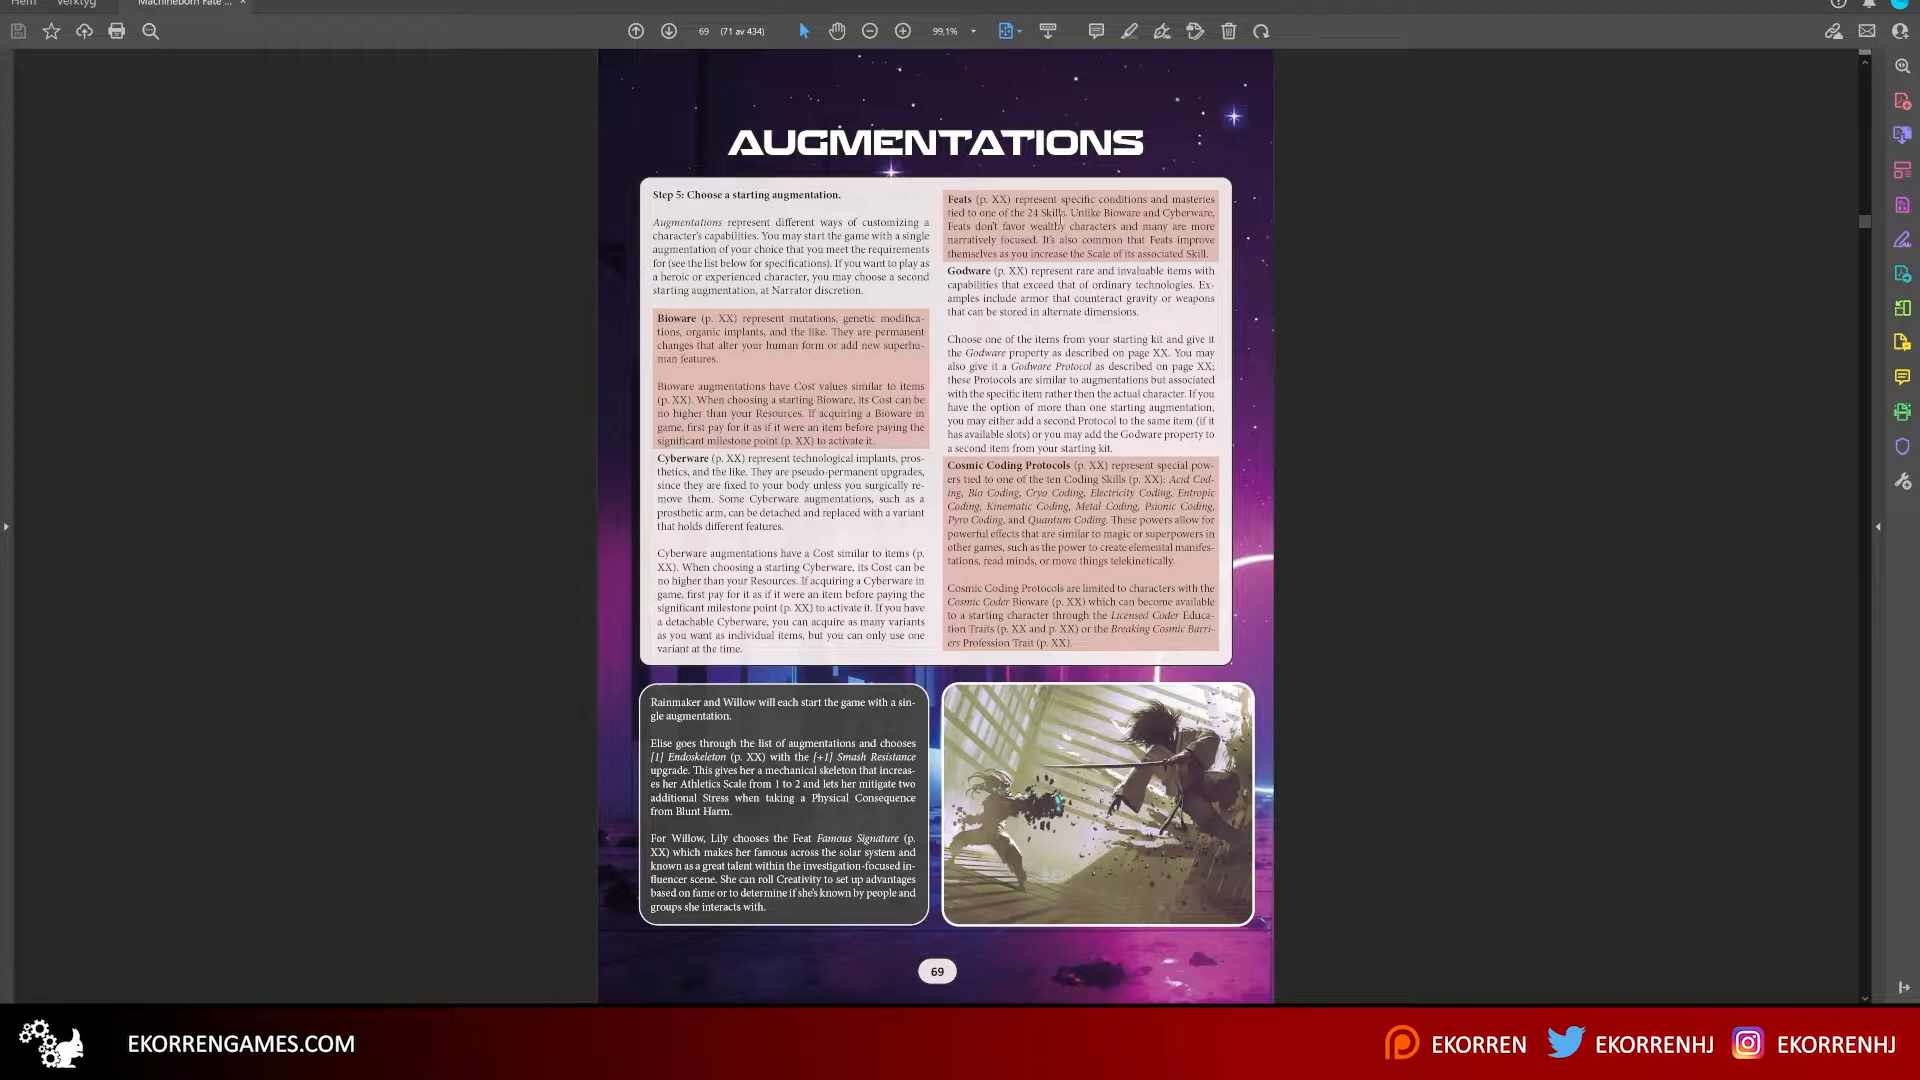 Hem
Verktyg
Machineborn Fate ...
69
(71 av 434)
99,1%
AUGMENTATIONS
Step 5: Choose a starting augmentation.
Augmentations represent different ways of customizing a
character's capabilities. You may start the game with a single
augmentation of your choice that you meet the requirements
for (see the list below for specifications). If you want to play as
a heroic or experienced character, you may choose a second
starting augmentation, at Narrator discretion.
Bioware (p. XX) represent mutations, genetic modifica-
tions, organic implants, and the like. They are permanent
changes that alter your human form or add new superhu-
man features.
Bioware augmentations have Cost values similar to items
(p. XX). When choosing a starting Bioware, its Cost can be
no higher than your Resources. If acquiring a Bioware in
game, first pay for it as if it were an item before paying the
significant milestone point (p. XX) to activate it.
Cyberware (p. XX) represent technological implants, pros-
thetics, and the like. They are pseudo-permanent upgrades,
since they are fixed to your body unless you surgically re-
move them. Some Cyberware augmentations, such as a
prosthetic arm, can be detached and replaced with a variant
that holds different features.
Cyberware augmentations have a Cost similar to items (p.
XX). When choosing a starting Cyberware, its Cost can be
no higher than your Resources. If acquiring a Cyberware in
game, first pay for it as if it were an item before paying the
significant milestone point (p. XX) to activate it. If you have
a detachable Cyberware, you can acquire as many variants
as you want as individual items, but you can only use one
variant at the time.
Feats (p. XX) represent specific conditions and masteries
tied to one of the 24 Skills. Unlike Bioware and Cyberware,
Feats don't favor wealthy characters and many are more
narratively focused. It's also common that Feats improve
themselves as you increase the Scale of its associated Skill.
Godware (p. XX) represent rare and invaluable items with
capabilities that exceed that of ordinary technologies. Ex-
amples include armor that counteract gravity or weapons
that can be stored in alternate dimensions.
Choose one of the items from your starting kit and give it
the Godware property as described on page XX. You may
also give it a Godware Protocol as described on page XX;
these Protocols are similar to augmentations but associated
with the specific item rather then the actual character. If you
have the option of more than one starting augmentation,
you may either add a second Protocol to the same item (if it
has available slots) or you may add the Godware property to
a second item from your starting kit.
Cosmic Coding Protocols (p. XX) represent special pow-
ers tied to one of the ten Coding Skills (p. XX): Acid Cod-
ing, Bio Coding, Cryo Coding, Electricity Coding, Entropic
Coding, Kinematic Coding, Metal Coding, Psionic Coding,
Pyro Coding, and Quantum Coding. These powers allow for
powerful effects that are similar to magic or superpowers in
other games, such as the power to create elemental manifes-
tations, read minds, or move things telekinetically.
Cosmic Coding Protocols are limited to characters with the
Cosmic Coder Bioware (p. XX) which can become available
to a starting character through the Licensed Coder Educa-
tion Traits (p. XX and p. XX) or the Breaking Cosmic Barri-
ers Profession Trait (p. XX).
Rainmaker and Willow will each start the game with a sin-
gle augmentation.
Elise goes through the list of augmentations and chooses
[1] Endoskeleton (p. XX) with the [+1] Smash Resistance
upgrade. This gives her a mechanical skeleton that increas-
es her Athletics Scale from 1 to 2 and lets her mitigate two
additional Stress when taking a Physical Consequence
from Blunt Harm.
For Willow, Lily chooses the Feat Famous Signature (p.
XX) which makes her famous across the solar system and
known as a great talent within the investigation-focused in-
fluencer scene. She can roll Creativity to set up advantages
based on fame or to determine if she's known by people and
groups she interacts with.
69
EKORRENGAMES.COM
EKORREN
EKORRENHJ
EKORRENHJ